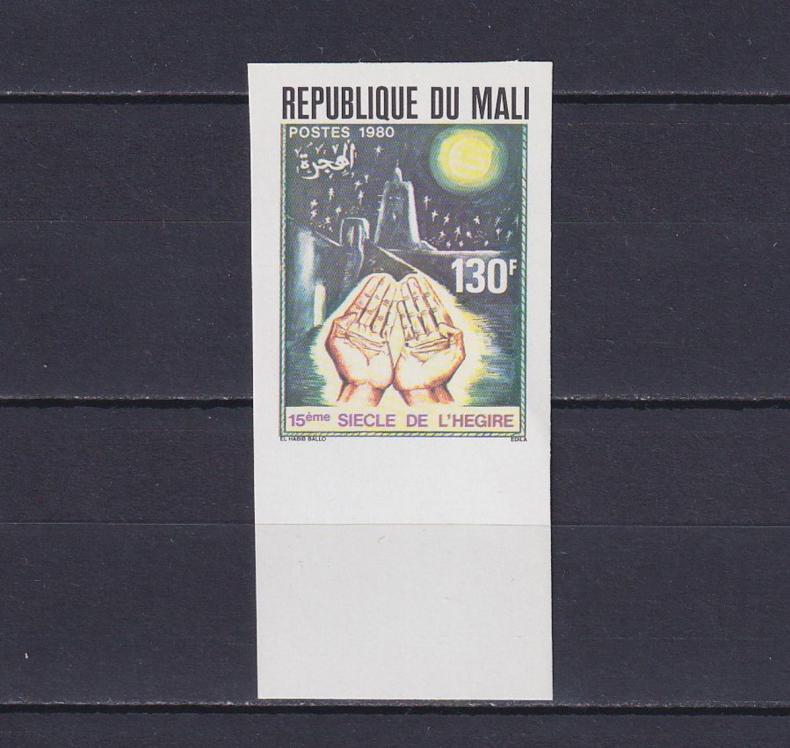 REPUBLIQUE DU MALI
POSTES 1980
الهجرة
130F
15ème SIECLE DE L'HEGIRE
EL HABIB BALLO EDILA